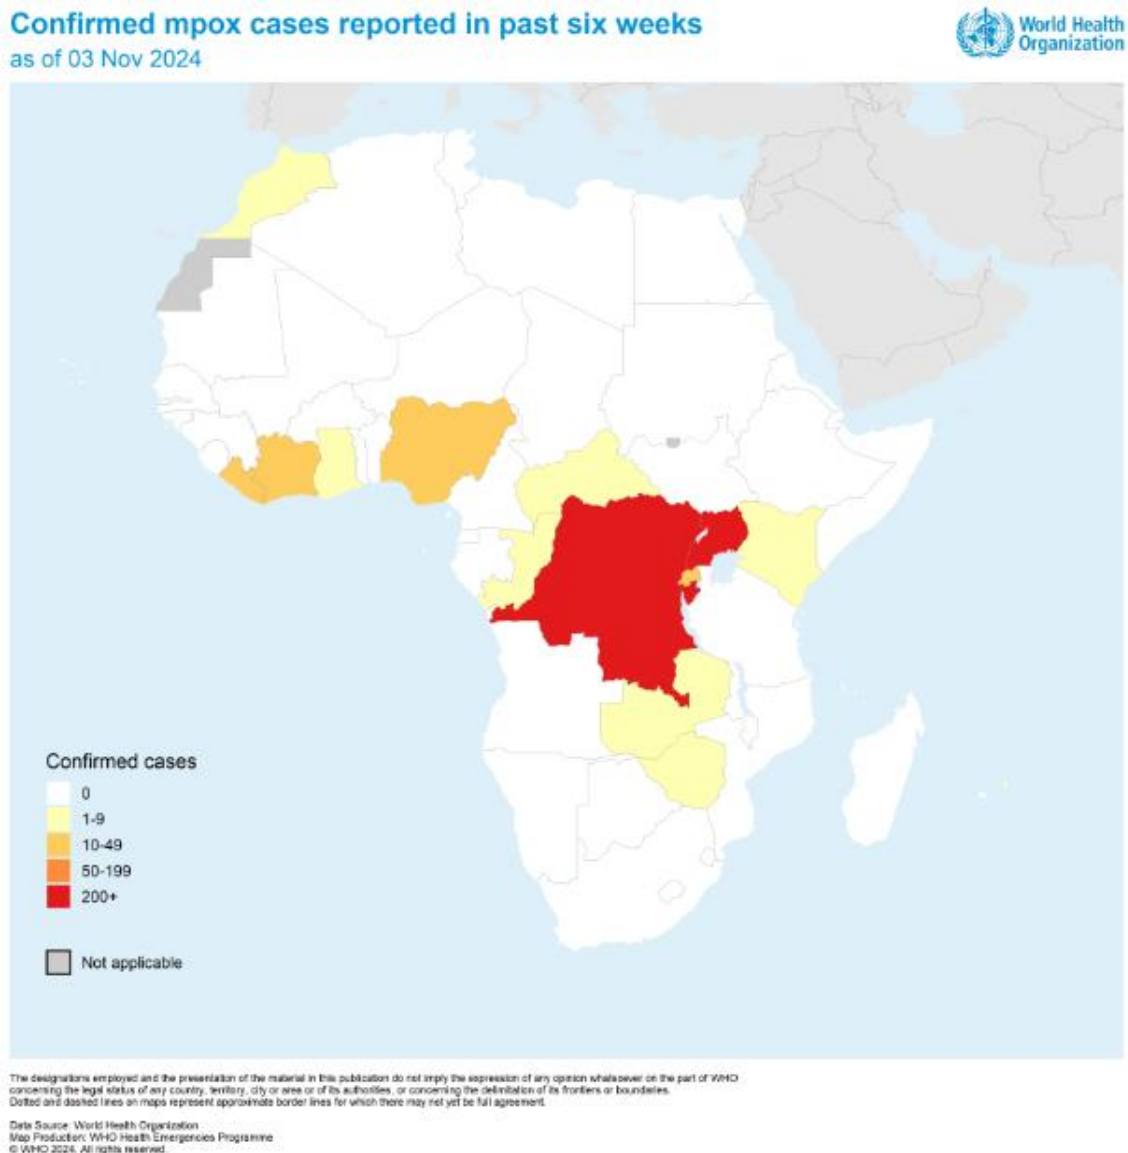 Confirmed mpox cases reported in past six weeks
as of 03 Nov 2024
World Health
Organization
Confirmed cases
0
1-9
10-49
50-199
200+
Not applicable
The designations employed and the presentation of the material in this publication do not imply the expression of any opinion whatsoever on the part of WHO
concerning the legal status of any country, territory, city or area or of its authorities, or concerning the delimitation of its frontiers or boundaries.
Dotted and dashed lines on maps represent approximate border lines for which there may not yet be full agreement.
Data Source: World Health Organization
Map Production: WHO Health Emergencies Programme
© WHO 2024. All rights reserved.